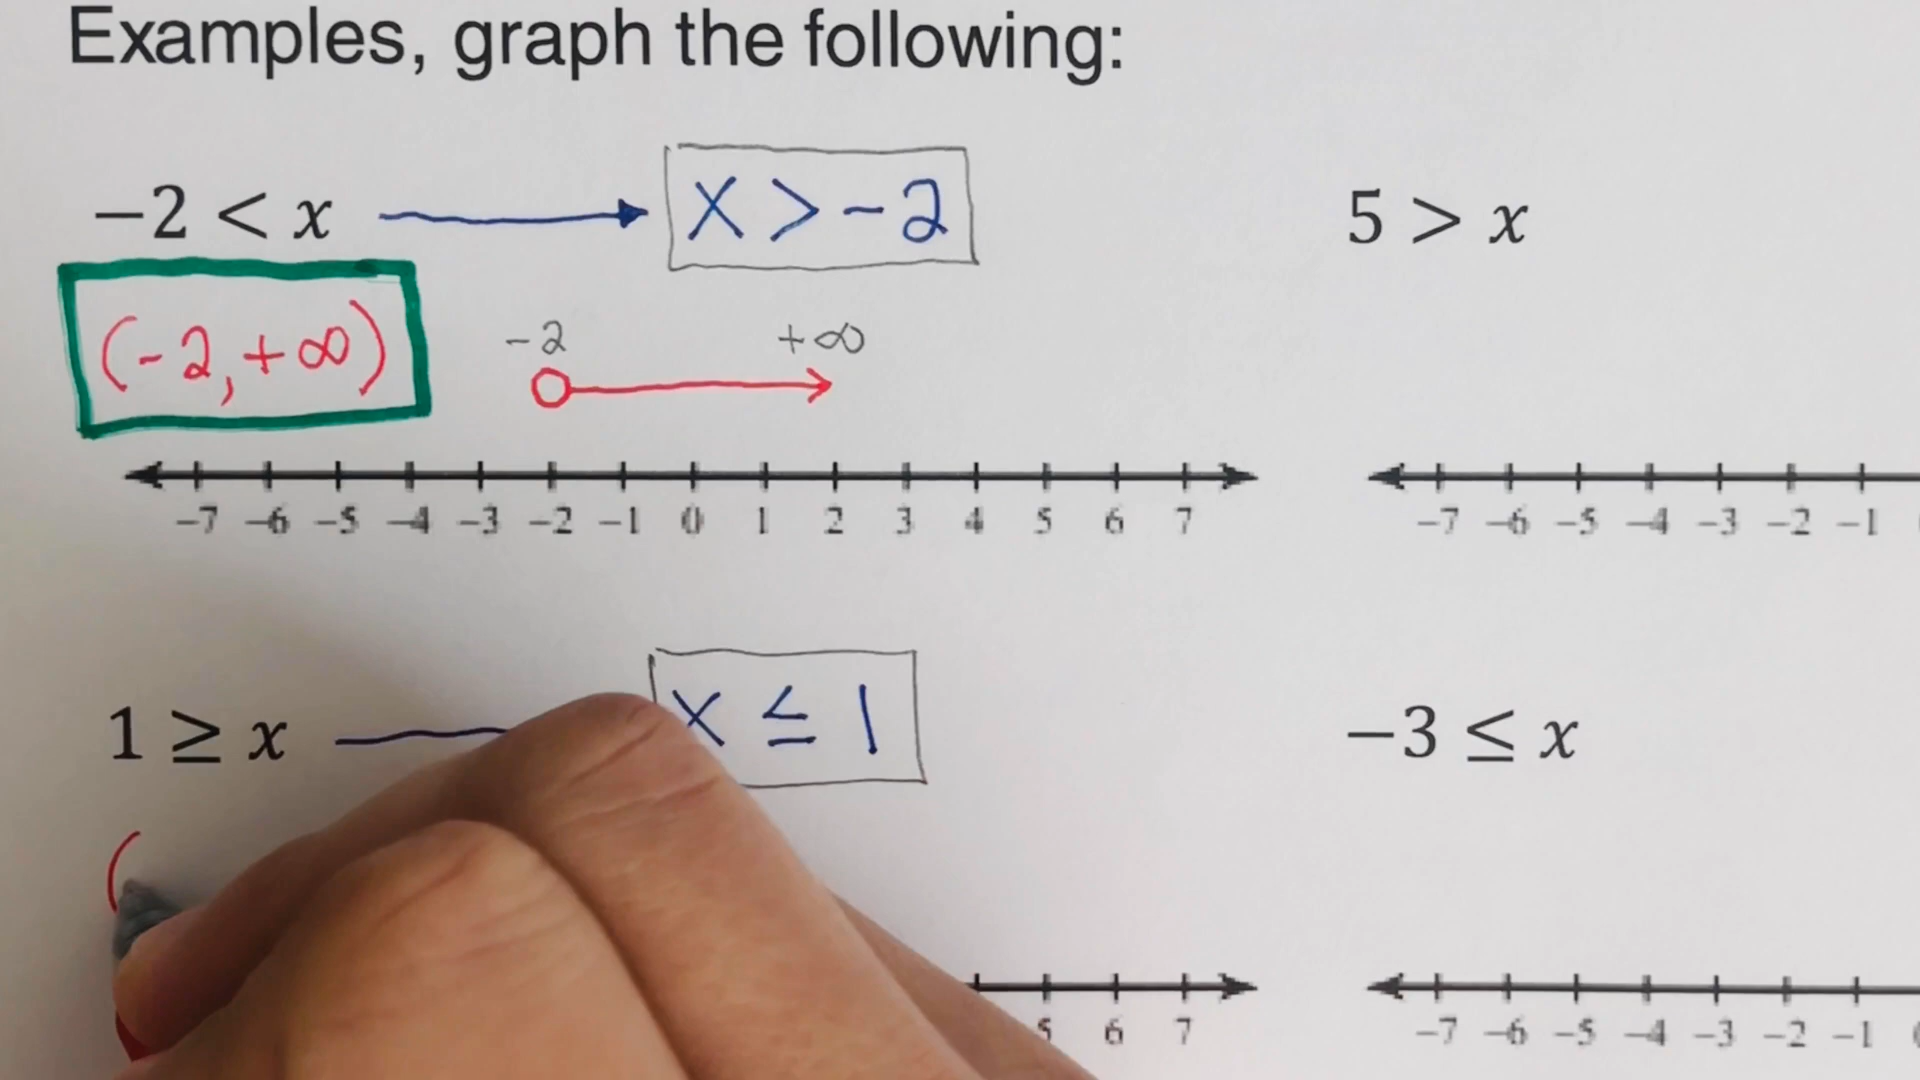 Examples, graph the following:
−2 < x
X > -2
(-2, +∞)
-2 +∞
−7 −6 −5 −4 −3 −2 −1 0 1 2 3 4 5 6 7
5 > x
−7 −6 −5 −4 −3 −2 −1
1 ≥ x
X ≤ 1
(
5 6 7
−3 ≤ x
−7 −6 −5 −4 −3 −2 −1